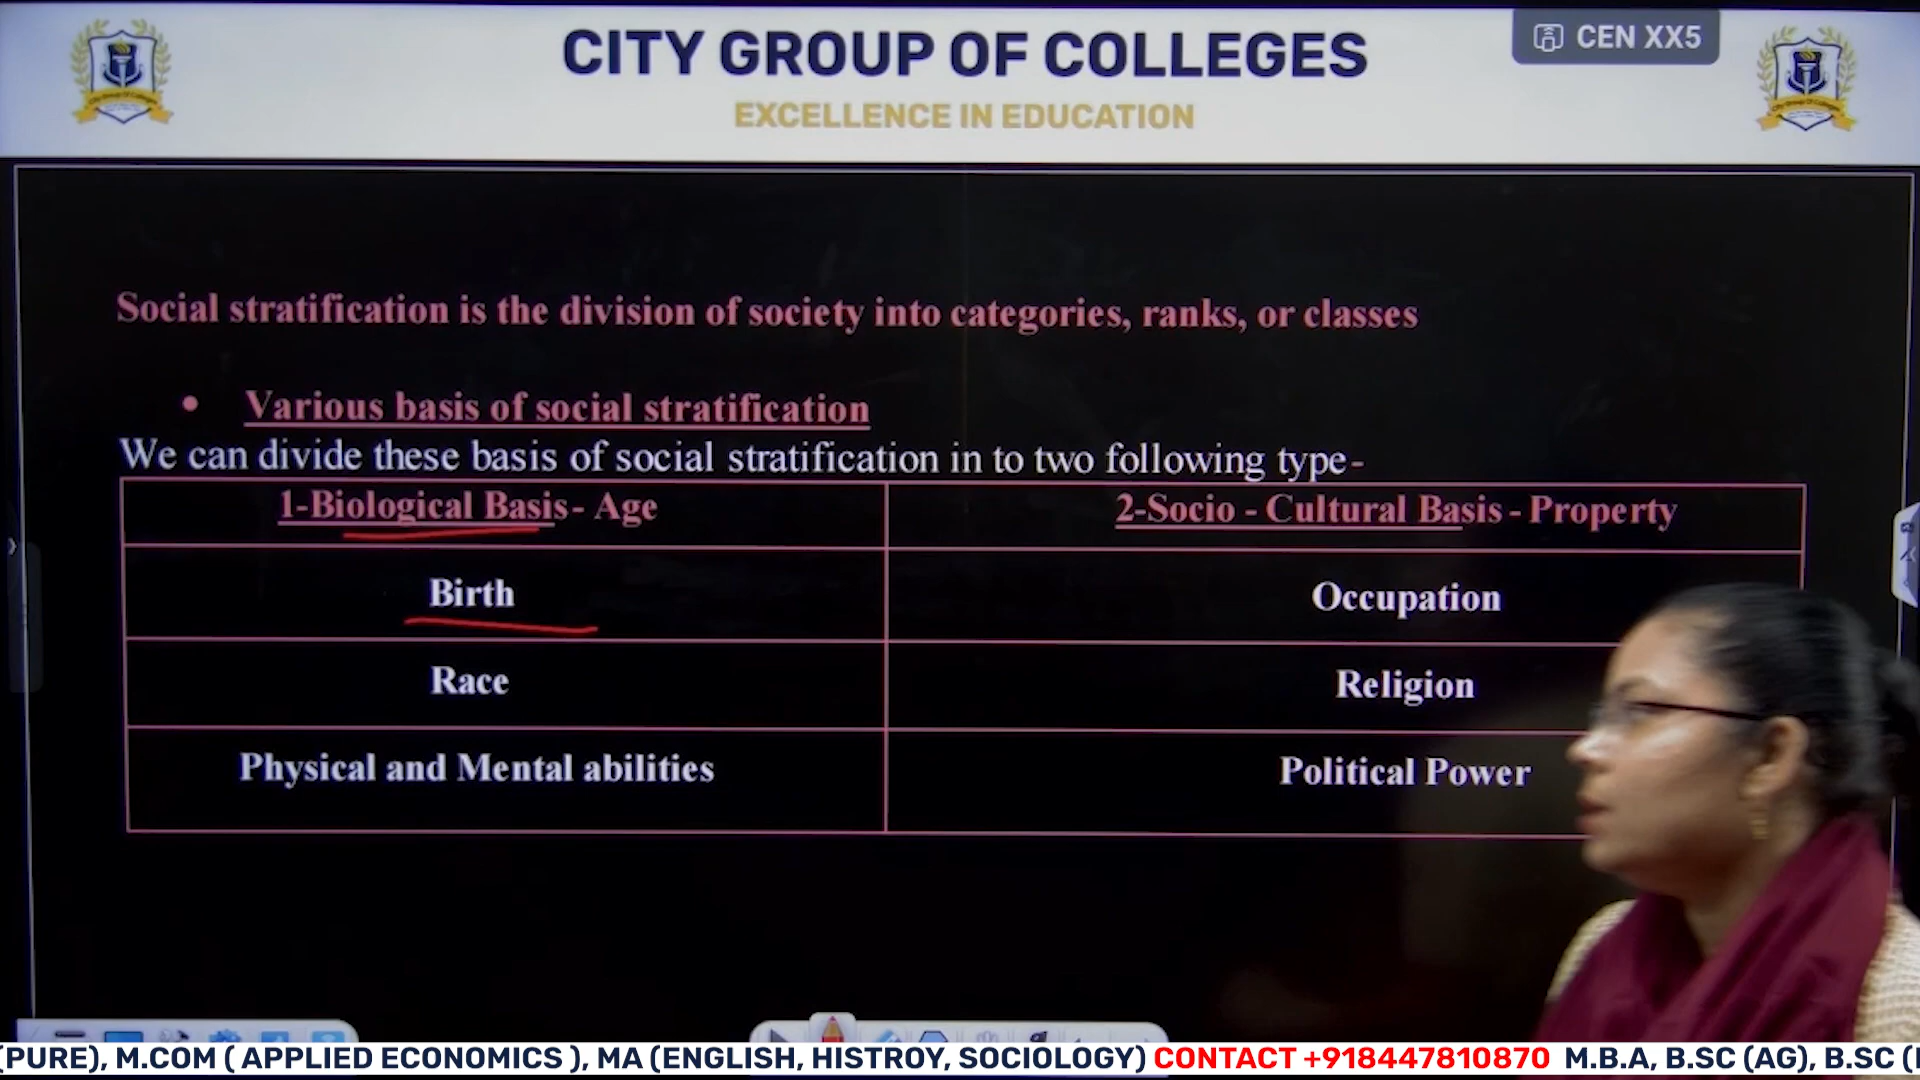 CITY GROUP OF COLLEGES
EXCELLENCE IN EDUCATION
CEN XX5
Social stratification is the division of society into categories, ranks, or classes
• Various basis of social stratification
We can divide these basis of social stratification in to two following type-
1-Biological Basis- Age
2-Socio - Cultural Basis - Property
Birth
Occupation
Race
Religion
Physical and Mental abilities
Political Power
(PURE), M.COM ( APPLIED ECONOMICS ), MA (ENGLISH, HISTROY, SOCIOLOGY) CONTACT +918447810870 M.B.A, B.SC (AG), B.SC (